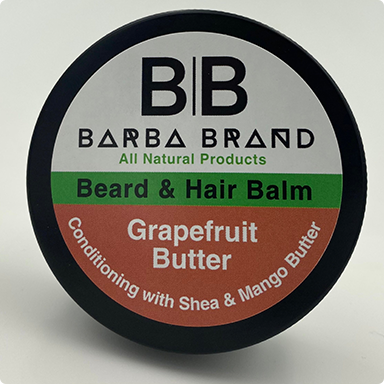 B|B
BARBA BRAND
All Natural Products
Beard & Hair Balm
Grapefruit
Butter
Conditioning with Shea & Mango Butter